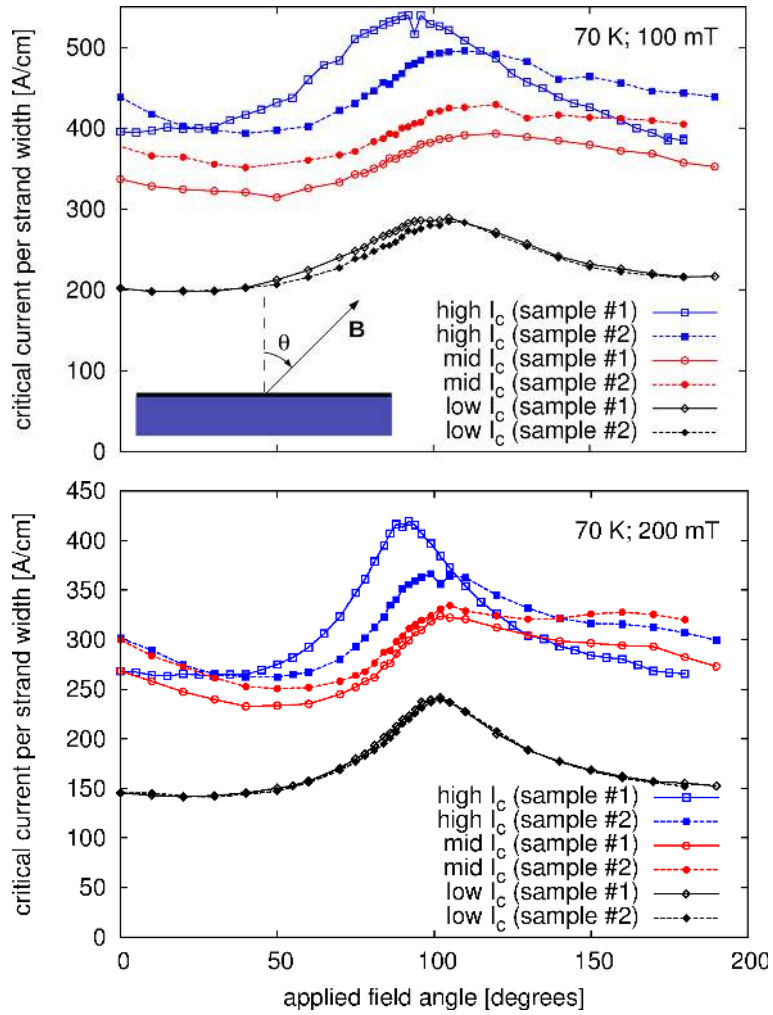 critical current per strand width [A/cm]
500
400
300
200
100
0
70 K; 100 mT
θ
B
high I_c (sample #1)
high I_c (sample #2)
mid I_c (sample #1)
mid I_c (sample #2)
low I_c (sample #1)
low I_c (sample #2)
critical current per strand width [A/cm]
450
400
350
300
250
200
150
100
50
0
70 K; 200 mT
high I_c (sample #1)
high I_c (sample #2)
mid I_c (sample #1)
mid I_c (sample #2)
low I_c (sample #1)
low I_c (sample #2)
0 50 100 150 200
applied field angle [degrees]